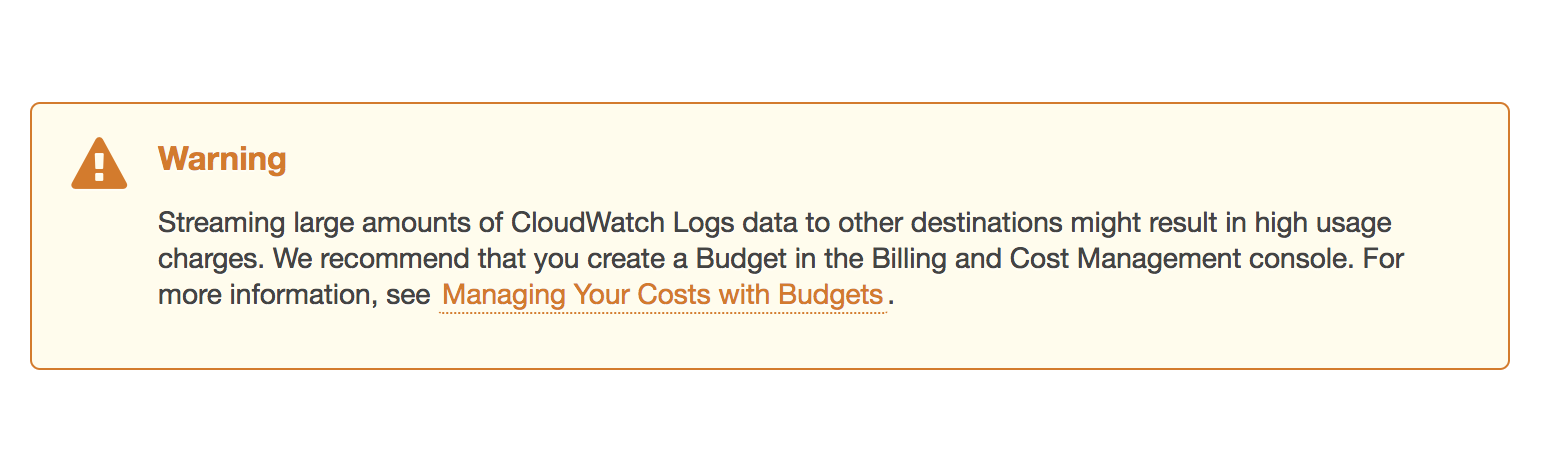 Warning
Streaming large amounts of CloudWatch Logs data to other destinations might result in high usage
charges. We recommend that you create a Budget in the Billing and Cost Management console. For
more information, see Managing Your Costs with Budgets.